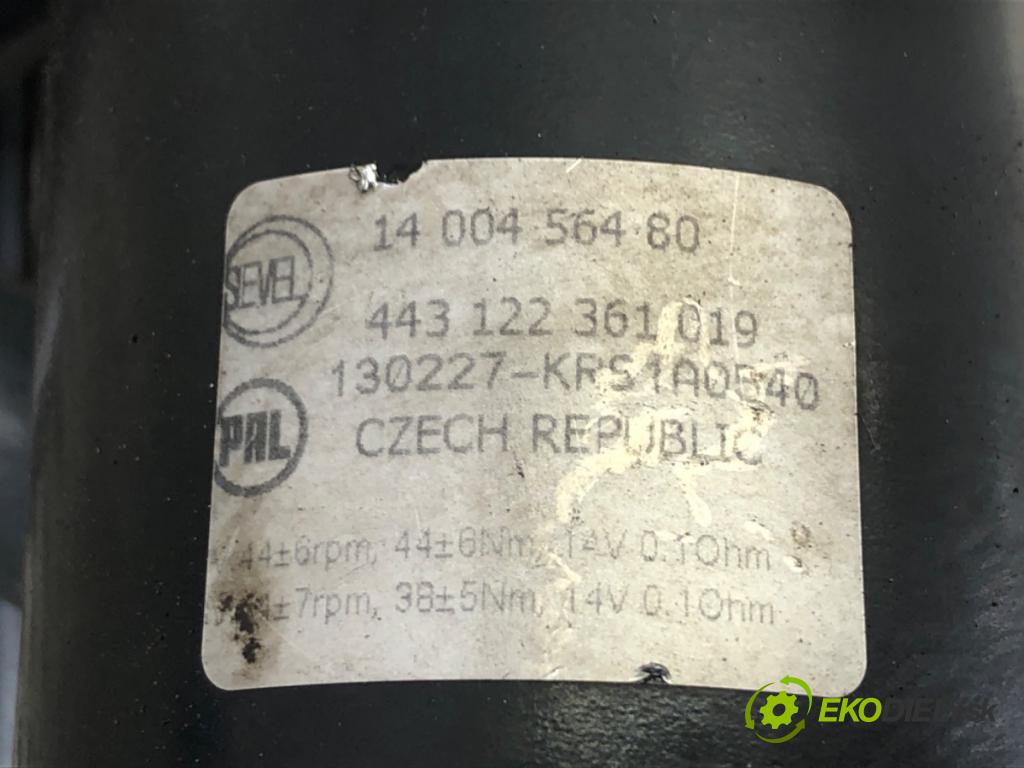 14 004 564 80
SEVEL
443 122 361 019
130227-KRS1A0540
PAL
CZECH REPUBLIC
44±6rpm, 44±6Nm, 14V 0.1Ohm
±7rpm, 38±5Nm, 14V 0.1Ohm
EKODIELY.sk